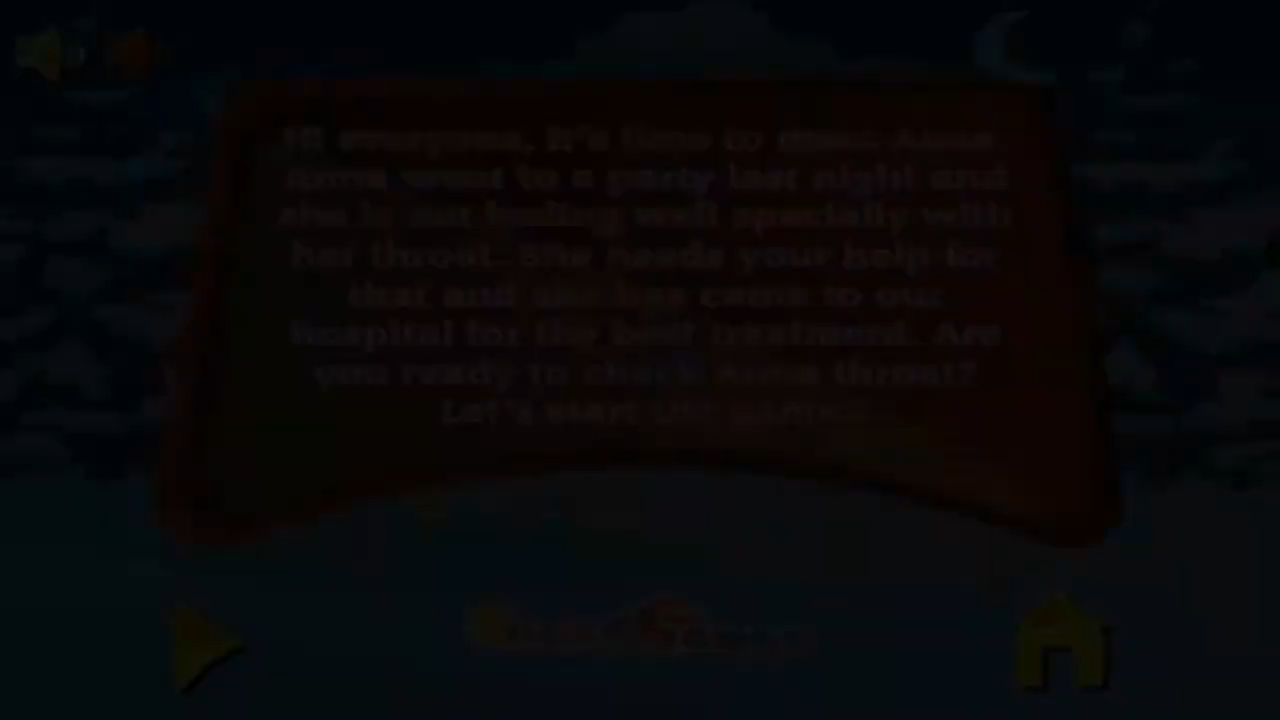 Hi everyone, it's time to meet Anna.
Anna went to a party last night and
she is not feeling well specially with
her throat. She needs your help for
that and she has came to our
hospital for the best treatment. Are
you ready to check Anna throat?
Let's start the game!